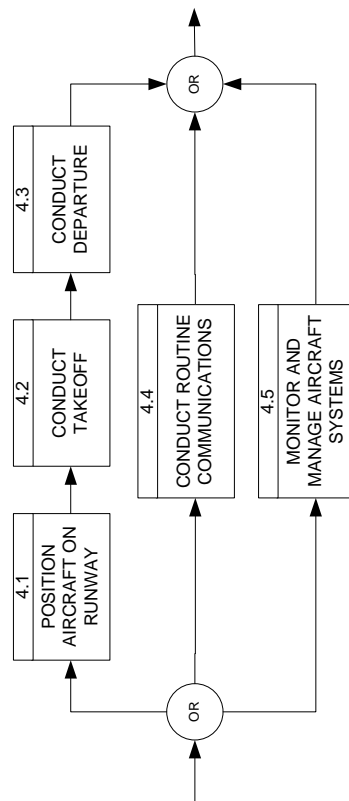 OR
4.1
POSITION
AIRCRAFT ON
RUNWAY
4.2
CONDUCT
TAKEOFF
4.3
CONDUCT
DEPARTURE
4.4
CONDUCT ROUTINE
COMMUNICATIONS
4.5
MONITOR AND
MANAGE AIRCRAFT
SYSTEMS
OR